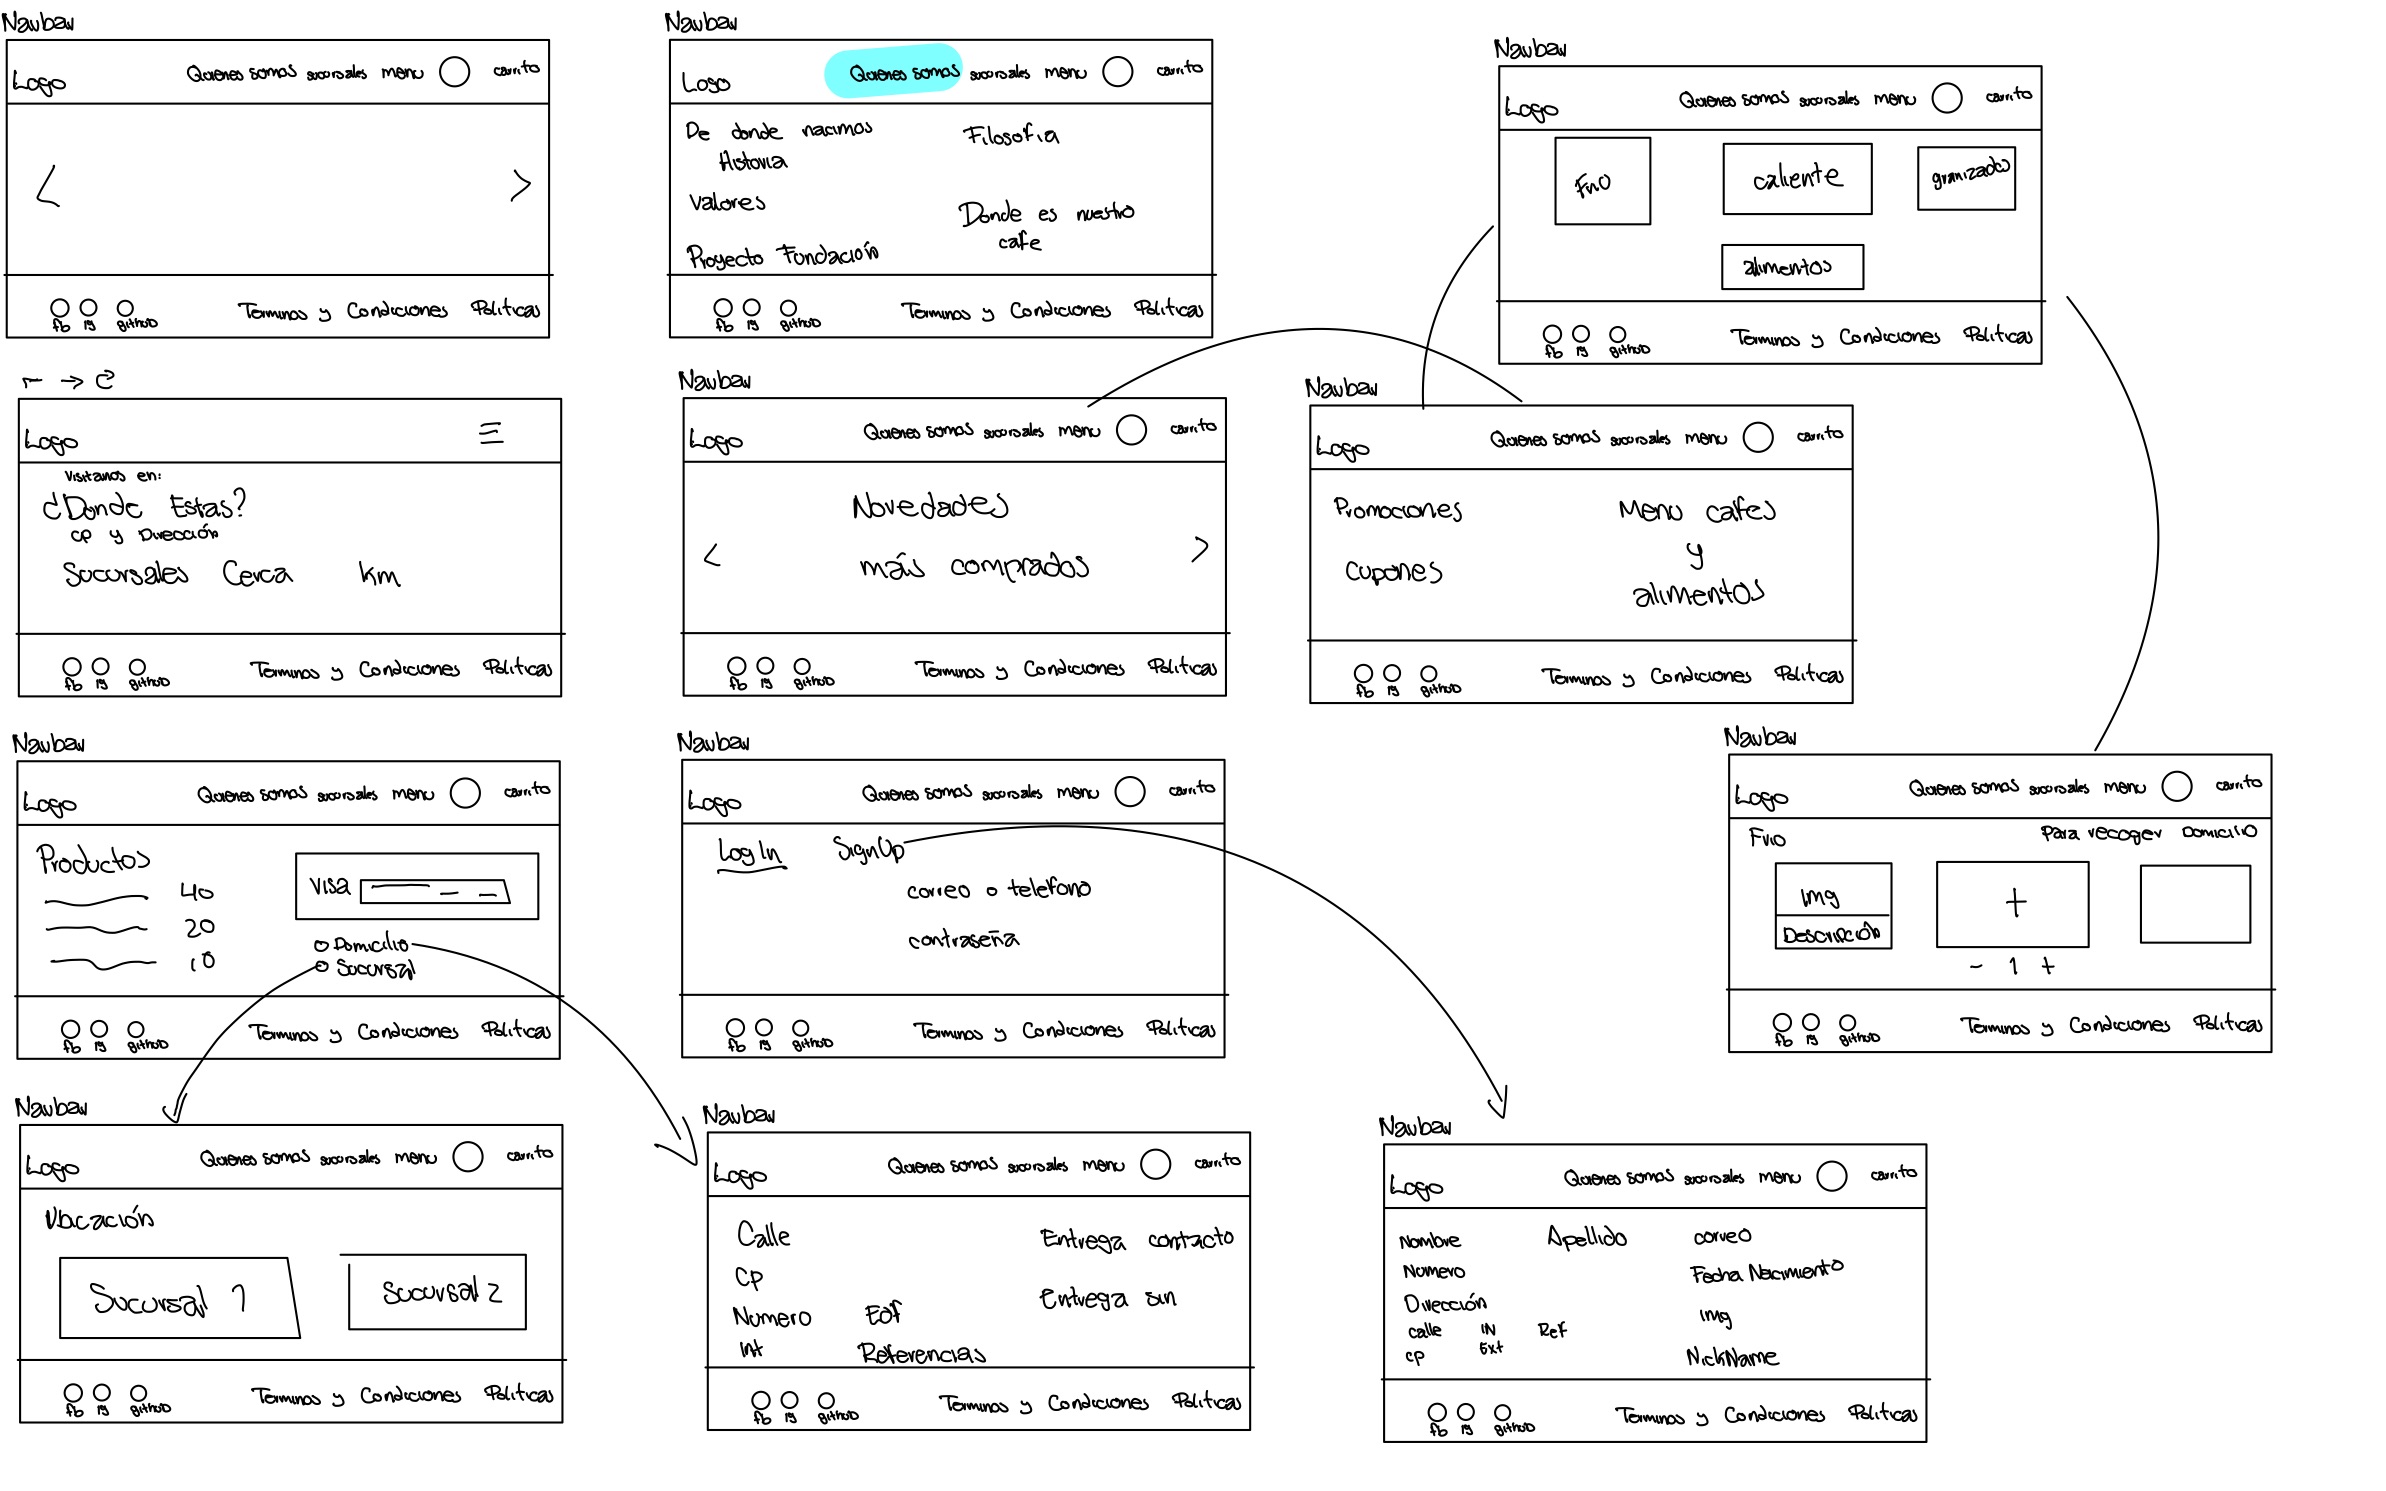 Navbar
Logo Quienes somos sucursales menu carrito
< >
fb ig github Terminos y Condiciones Politicas
Navbar
Logo Quienes somos sucursales menu carrito
De donde nacimos Filosofia
Historia
Valores Donde es nuestro
cafe
Proyecto Fundación
fb ig github Terminos y Condiciones Politicas
Navbar
Logo Quienes somos sucursales menu carrito
Frio caliente granizado
alimentos
fb ig github Terminos y Condiciones Politicas
Logo
Visitanos en:
¿Donde Estas?
cp y Dirección
Sucursales Cerca km
fb ig github Terminos y Condiciones Politicas
Navbar
Logo Quienes somos sucursales menu carrito
Novedades
< más comprados >
fb ig github Terminos y Condiciones Politicas
Navbar
Logo Quienes somos sucursales menu carrito
Promociones Menu cafes
y
Cupones alimentos
fb ig github Terminos y Condiciones Politicas
Navbar
Logo Quienes somos sucursales menu carrito
Productos
40
20
10
VISA
Domicilio
Sucursal
fb ig github Terminos y Condiciones Politicas
Navbar
Logo Quienes somos sucursales menu carrito
Log In SignUp
correo o telefono
contraseña
fb ig github Terminos y Condiciones Politicas
Navbar
Logo Quienes somos sucursales menu carrito
Frio Para recoger Domicilio
Img +
Descripción
- 1 +
fb ig github Terminos y Condiciones Politicas
Navbar
Logo Quienes somos sucursales menu carrito
Ubicación
Sucursal 1 Sucursal 2
fb ig github Terminos y Condiciones Politicas
Navbar
Logo Quienes somos sucursales menu carrito
Calle Entrega contacto
Cp
Numero Edf Entrega sin
Int Referencias
fb ig github Terminos y Condiciones Politicas
Navbar
Logo Quienes somos sucursales menu carrito
Nombre Apellido correo
Numero Fecha Nacimiento
Dirección
calle IN Ref img
cp Ext NickName
fb ig github Terminos y Condiciones Politicas